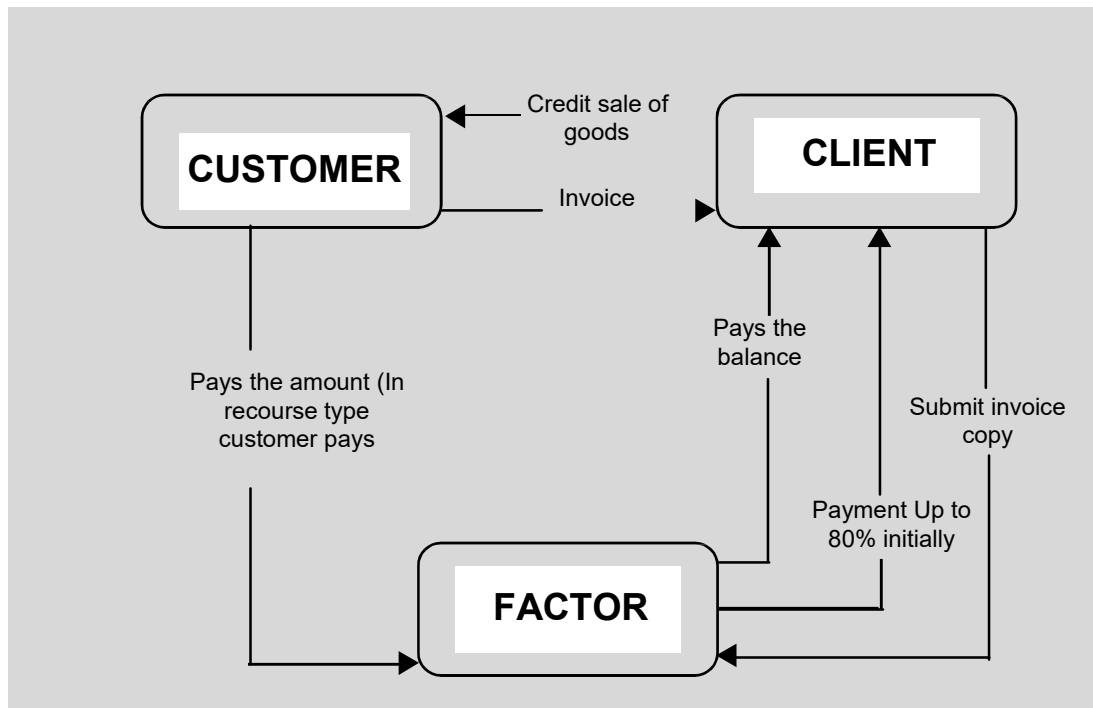 Credit sale of
goods
CUSTOMER
CLIENT
Invoice
Pays the
balance
Pays the amount (In
recourse type
customer pays
Submit invoice
copy
Payment Up to
80% initially
FACTOR